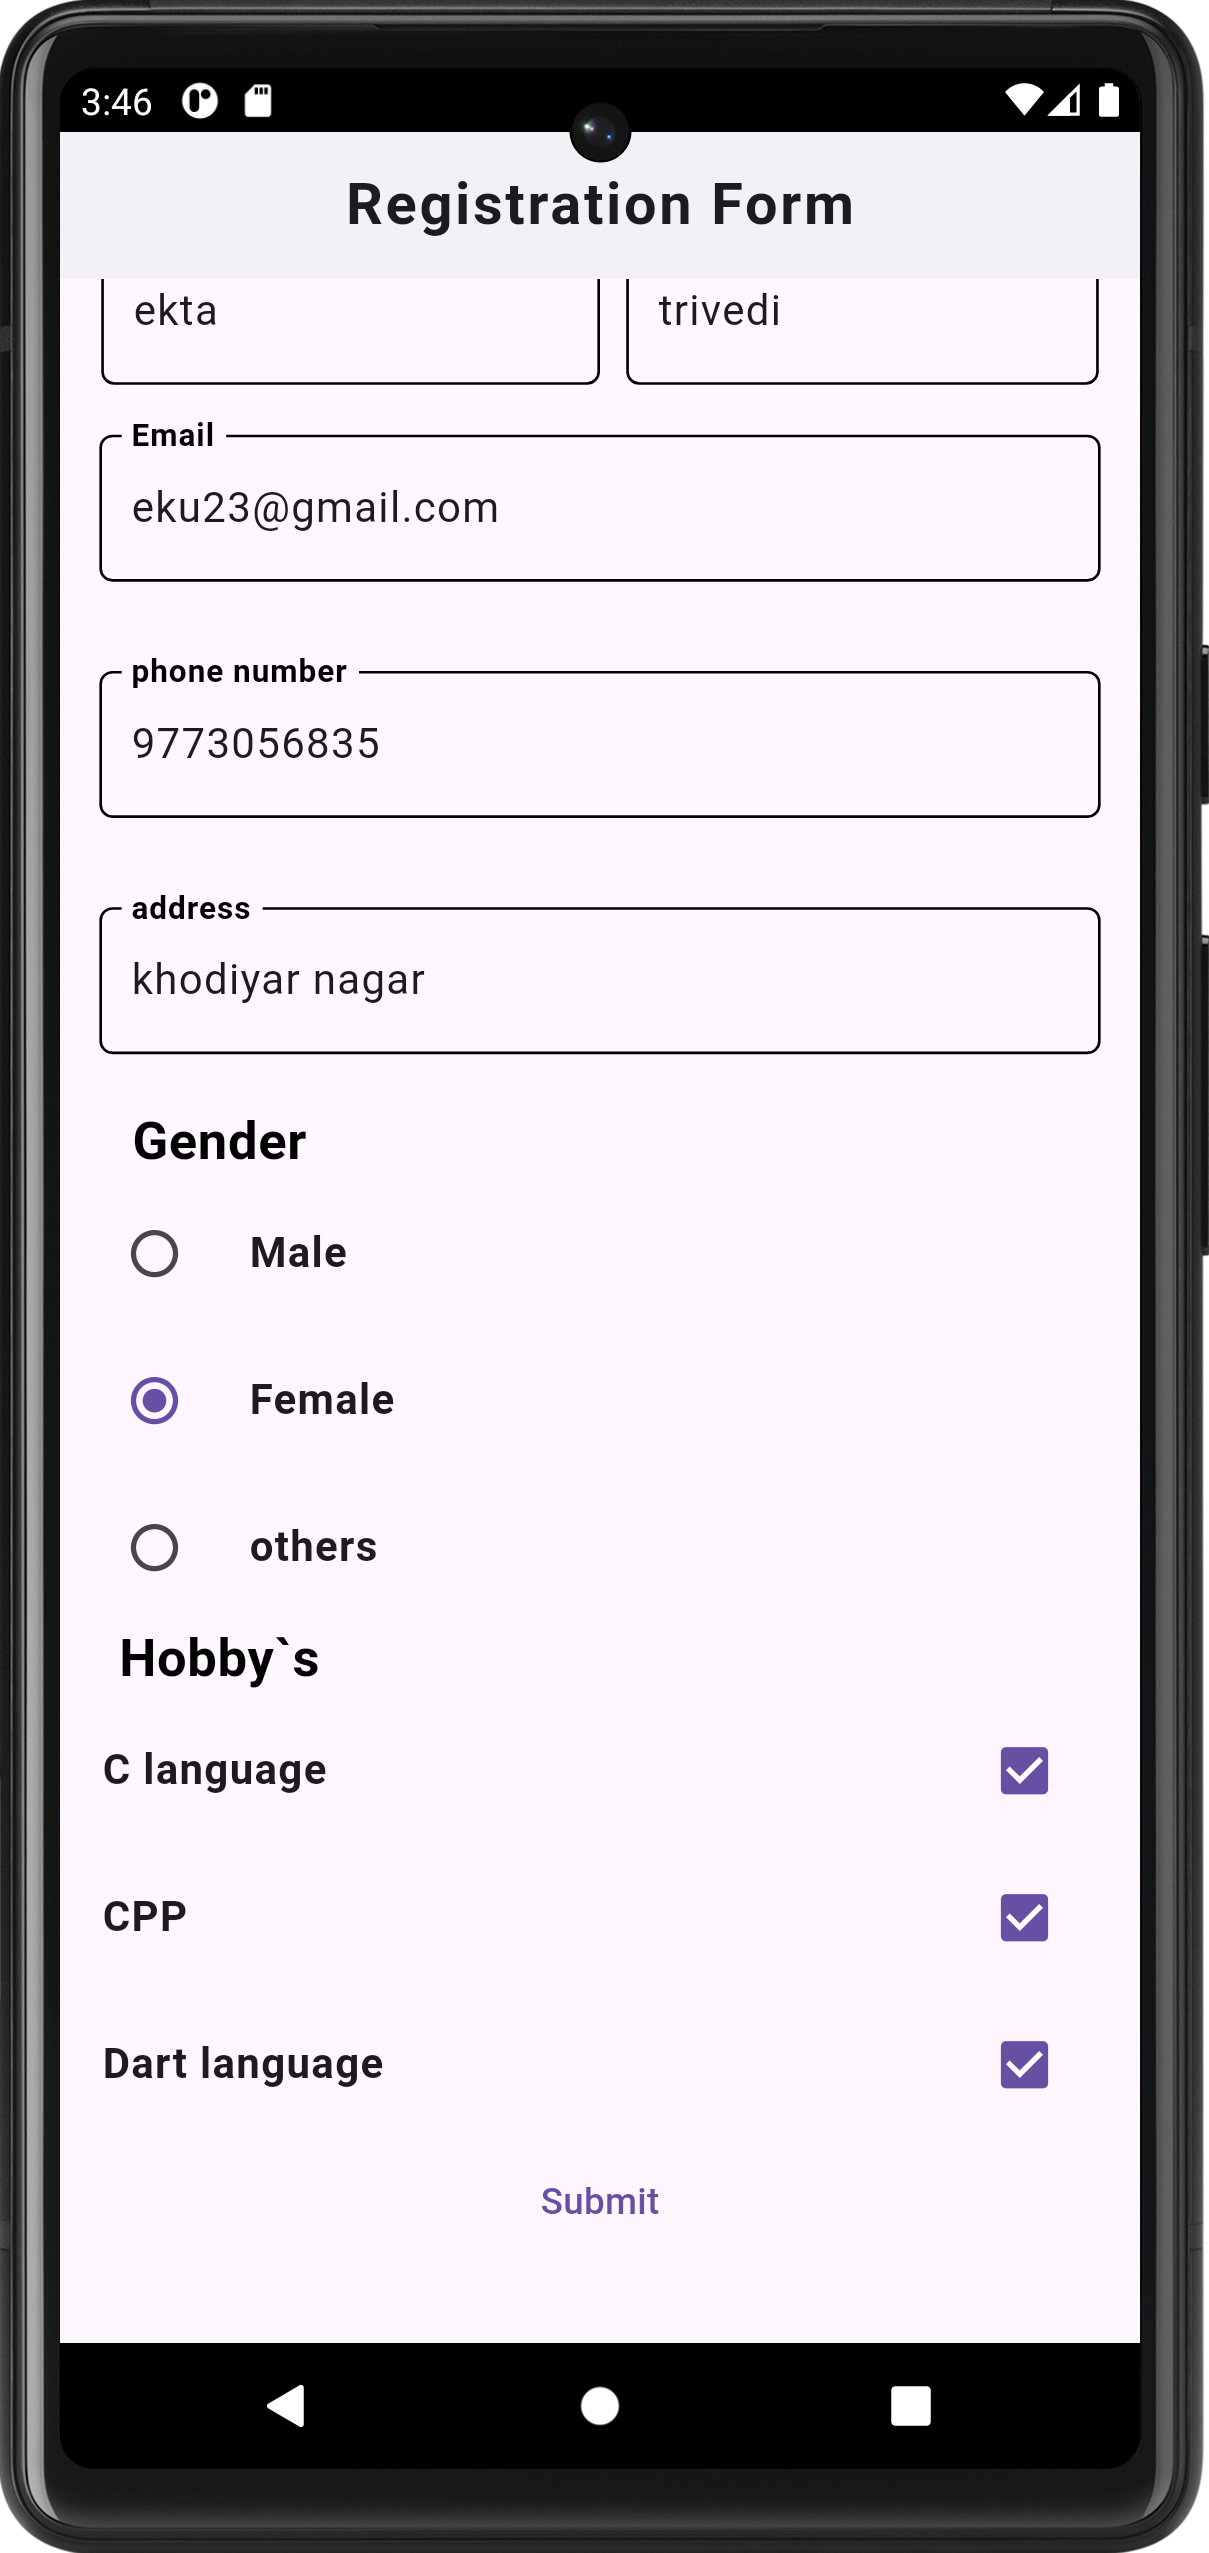 3:46
Registration Form
ekta trivedi
Email
eku23@gmail.com
phone number
9773056835
address
khodiyar nagar
Gender
Male
Female
others
Hobby`s
C language
CPP
Dart language
Submit